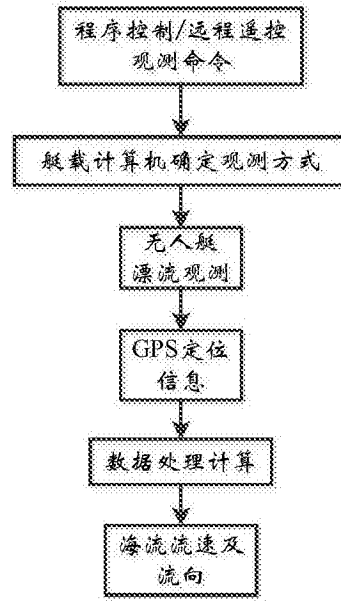 程序控制/远程遥控
观测命令
艇载计算机确定观测方式
无人艇
漂流观测
GPS定位
信息
数据处理计算
海流流速及
流向